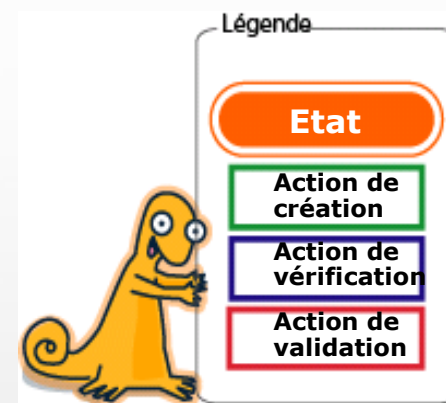 Légende
Etat
Action de
création
Action de
vérification
Action de
validation